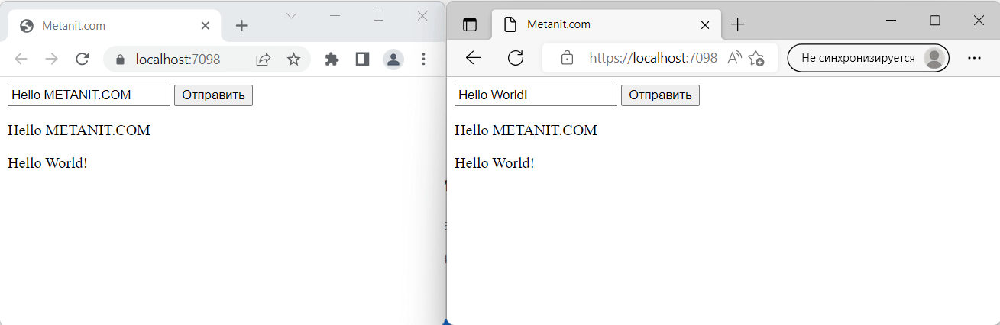 Metanit.com
localhost:7098
Hello METANIT.COM Отправить
Hello METANIT.COM
Hello World!
Metanit.com
https://localhost:7098 Не синхронизируется
Hello World! Отправить
Hello METANIT.COM
Hello World!